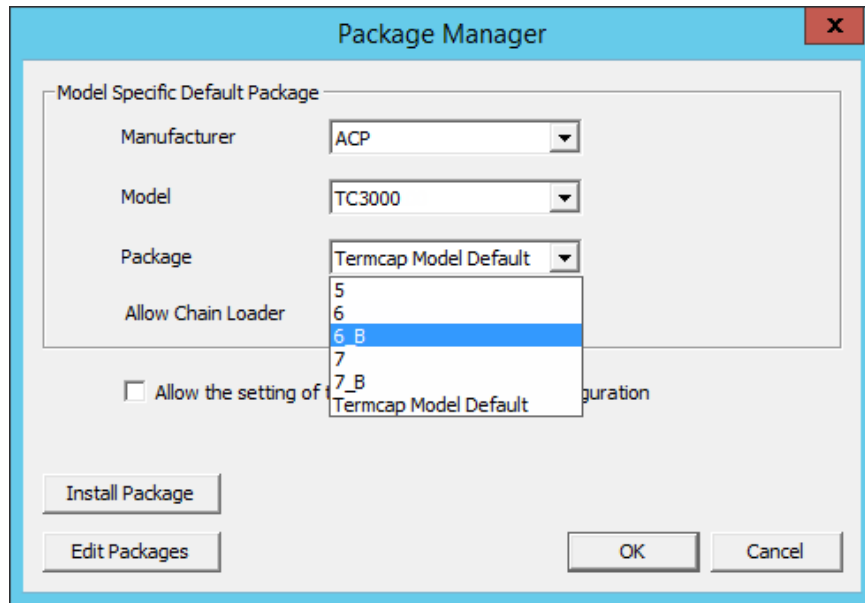 Package Manager
x
Model Specific Default Package
Manufacturer
ACP
Model
TC3000
Package
Termcap Model Default
5
Allow Chain Loader
6
6_B
7
7_B
Allow the setting of
guration
Termcap Model Default
Install Package
Edit Packages
OK
Cancel